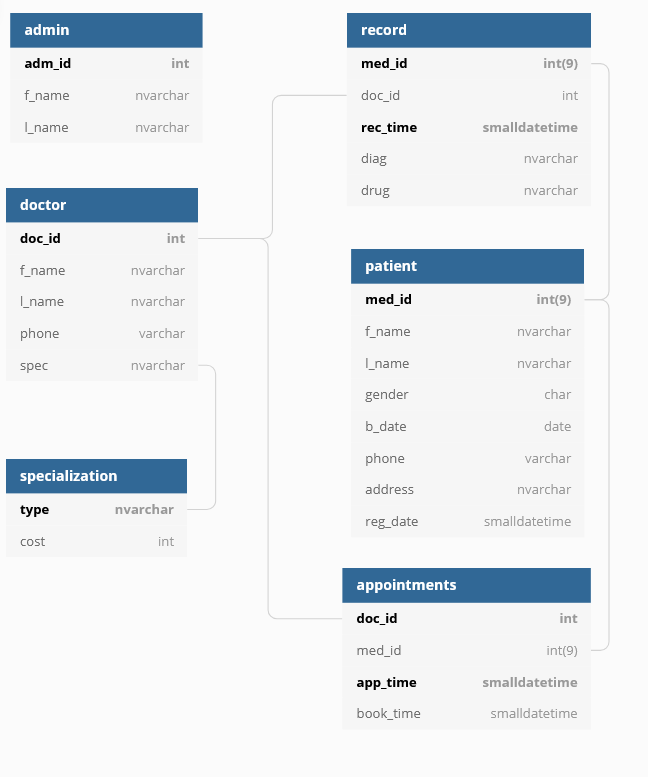 admin
adm_id int
f_name nvarchar
l_name nvarchar
doctor
doc_id int
f_name nvarchar
l_name nvarchar
phone varchar
spec nvarchar
specialization
type nvarchar
cost int
record
med_id int(9)
doc_id int
rec_time smalldatetime
diag nvarchar
drug nvarchar
patient
med_id int(9)
f_name nvarchar
l_name nvarchar
gender char
b_date date
phone varchar
address nvarchar
reg_date smalldatetime
appointments
doc_id int
med_id int(9)
app_time smalldatetime
book_time smalldatetime